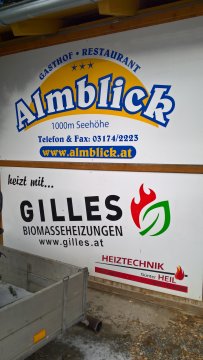 GASTHOF • RESTAURANT
★★★
Almblick
1000m Seehöhe
Telefon & Fax: 03174/2223
www.almblick.at
heizt mit...
GILLES
BIOMASSEHEIZUNGEN
www.gilles.at
HEIZTECHNIK
Günter HEIL